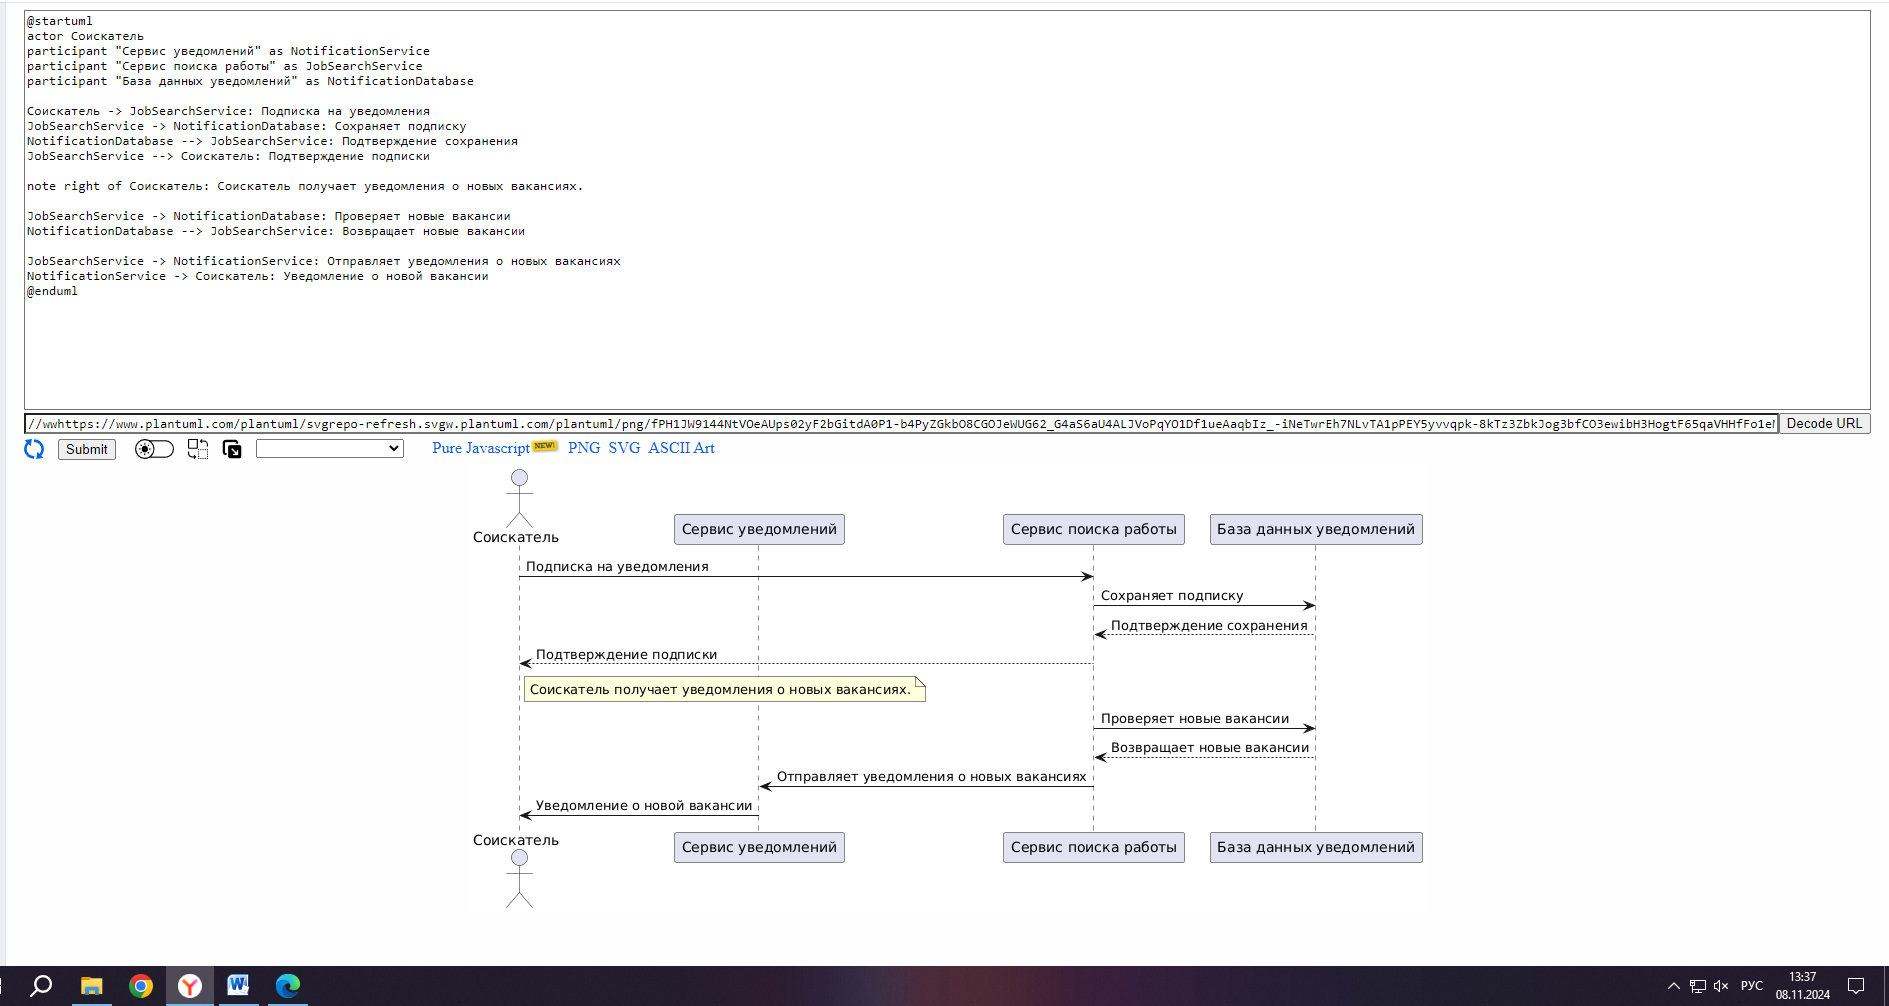 @startuml
actor Соискатель
participant "Сервис уведомлений" as NotificationService
participant "Сервис поиска работы" as JobSearchService
participant "База данных уведомлений" as NotificationDatabase
Соискатель -> JobSearchService: Подписка на уведомления
JobSearchService -> NotificationDatabase: Сохраняет подписку
NotificationDatabase --> JobSearchService: Подтверждение сохранения
JobSearchService --> Соискатель: Подтверждение подписки
note right of Соискатель: Соискатель получает уведомления о новых вакансиях.
JobSearchService -> NotificationDatabase: Проверяет новые вакансии
NotificationDatabase --> JobSearchService: Возвращает новые вакансии
JobSearchService -> NotificationService: Отправляет уведомления о новых вакансиях
NotificationService -> Соискатель: Уведомление о новой вакансии
@enduml
Decode URL
Submit Pure Javascript NEW! PNG SVG ASCII Art
Соискатель Сервис уведомлений Сервис поиска работы База данных уведомлений
Подписка на уведомления
Сохраняет подписку
Подтверждение сохранения
Подтверждение подписки
Соискатель получает уведомления о новых вакансиях.
Проверяет новые вакансии
Возвращает новые вакансии
Отправляет уведомления о новых вакансиях
Уведомление о новой вакансии
Соискатель Сервис уведомлений Сервис поиска работы База данных уведомлений
РУС 13:37
08.11.2024